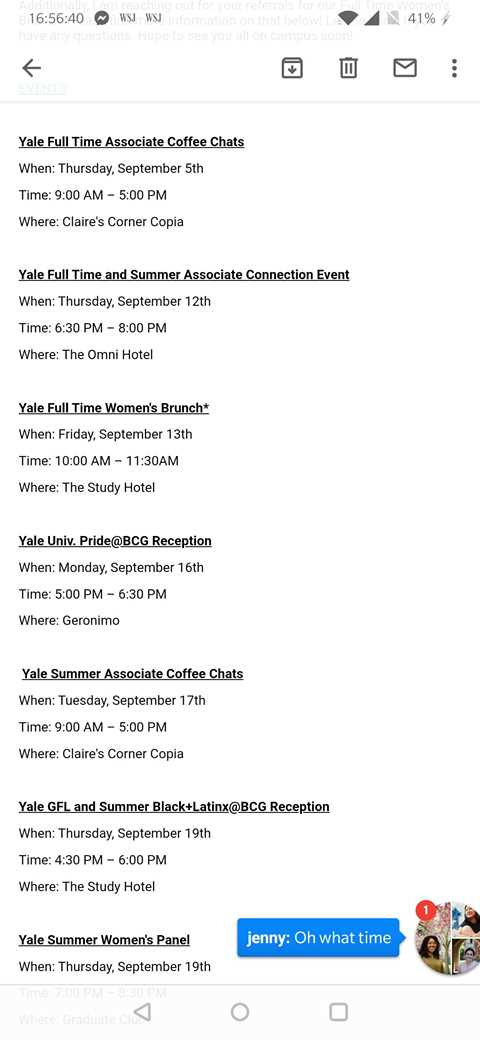 Additionally, I am reaching out for your referrals for our Full Time Women's
16:56:40 WSJ WSJ 41%
information on that below!
have any questions. Hope to see you all on campus soon!
EVENTS
Yale Full Time Associate Coffee Chats
When: Thursday, September 5th
Time: 9:00 AM – 5:00 PM
Where: Claire's Corner Copia
Yale Full Time and Summer Associate Connection Event
When: Thursday, September 12th
Time: 6:30 PM – 8:00 PM
Where: The Omni Hotel
Yale Full Time Women's Brunch*
When: Friday, September 13th
Time: 10:00 AM – 11:30AM
Where: The Study Hotel
Yale Univ. Pride@BCG Reception
When: Monday, September 16th
Time: 5:00 PM – 6:30 PM
Where: Geronimo
Yale Summer Associate Coffee Chats
When: Tuesday, September 17th
Time: 9:00 AM – 5:00 PM
Where: Claire's Corner Copia
Yale GFL and Summer Black+Latinx@BCG Reception
When: Thursday, September 19th
Time: 4:30 PM – 6:00 PM
Where: The Study Hotel
1
jenny: Oh what time
Yale Summer Women's Panel
When: Thursday, September 19th
Time: 7:00 PM – 8:30 PM
Where: Graduate Club